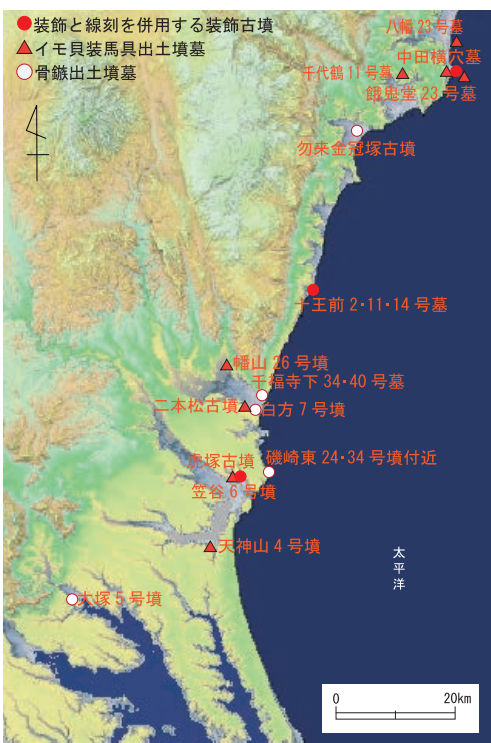 装飾と線刻を併用する装飾古墳
イモ貝装馬具出土墳墓
骨鏃出土墳墓
八幡 23 号墓
中田横穴墓
千代鶴 11 号墓
餓鬼堂 23 号墓
勿来金冠塚古墳
十王前 2・11・14 号墓
幡山 26 号墳
千福寺下 34・40 号墓
二本松古墳
白方 7 号墳
虎塚古墳
磯崎東 24・34 号墳付近
笠谷 6 号墳
天神山 4 号墳
太平洋
大塚 5 号墳
0 20km